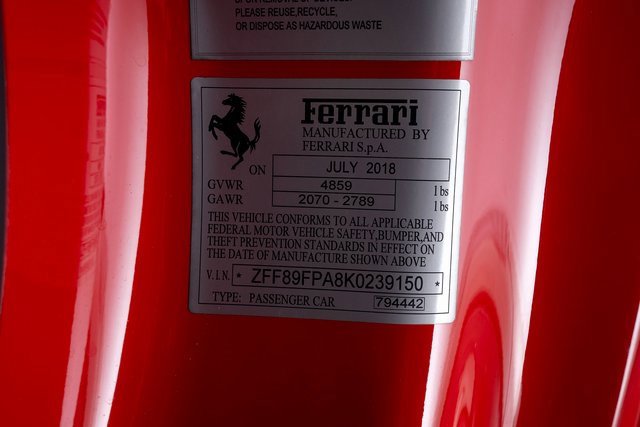 PLEASE REUSE,RECYCLE,
OR DISPOSE AS HAZARDOUS WASTE
Ferrari
MANUFACTURED BY
FERRARI S.p.A.
ON JULY 2018
GVWR 4859 lbs
GAWR 2070 - 2789 lbs
THIS VEHICLE CONFORMS TO ALL APPLICABLE
FEDERAL MOTOR VEHICLE SAFETY,BUMPER,AND
THEFT PREVENTION STANDARDS IN EFFECT ON
THE DATE OF MANUFACTURE SHOWN ABOVE
V.I.N. * ZFF89FPA8K0239150 *
TYPE: PASSENGER CAR 794442